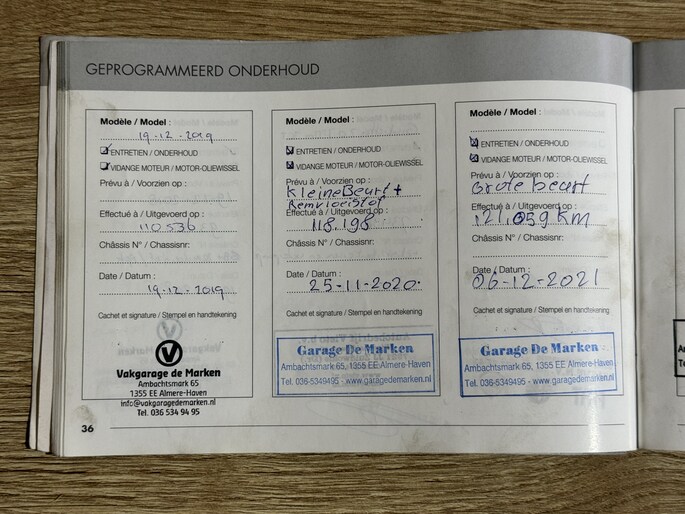 GEPROGRAMMEERD ONDERHOUD
Modèle / Model :
19-12-2019
ENTRETIEN / ONDERHOUD
VIDANGE MOTEUR / MOTOR-OLIEWISSEL
Prévu à / Voorzien op :
Effectué à / Uitgevoerd op :
110536
Châssis N° / Chassisnr:
Date / Datum :
19-12-2019
Cachet et signature / Stempel en handtekening
Vakgarage de Marken
Ambachtsmark 65
1355 EE Almere-Haven
info@vakgaragedemarken.nl
Tel. 036 534 94 95
Modèle / Model :
ENTRETIEN / ONDERHOUD
VIDANGE MOTEUR / MOTOR-OLIEWISSEL
Prévu à / Voorzien op :
kleine Beurt +
Remvloeistof
Effectué à / Uitgevoerd op :
118.198
Châssis N° / Chassisnr:
Date / Datum :
25-11-2020
Cachet et signature / Stempel en handtekening
Garage De Marken
Ambachtsmark 65, 1355 EE Almere-Haven
Tel. 036-5349495 - www.garagedemarken.nl
Modèle / Model :
ENTRETIEN / ONDERHOUD
VIDANGE MOTEUR / MOTOR-OLIEWISSEL
Prévu à / Voorzien op :
Grote beurt
Effectué à / Uitgevoerd op :
121,059 km
Châssis N° / Chassisnr:
Date / Datum :
06-12-2021
Cachet et signature / Stempel en handtekening
Garage De Marken
Ambachtsmark 65, 1355 EE Almere-Haven
Tel. 036-5349495 - www.garagedemarken.nl
36